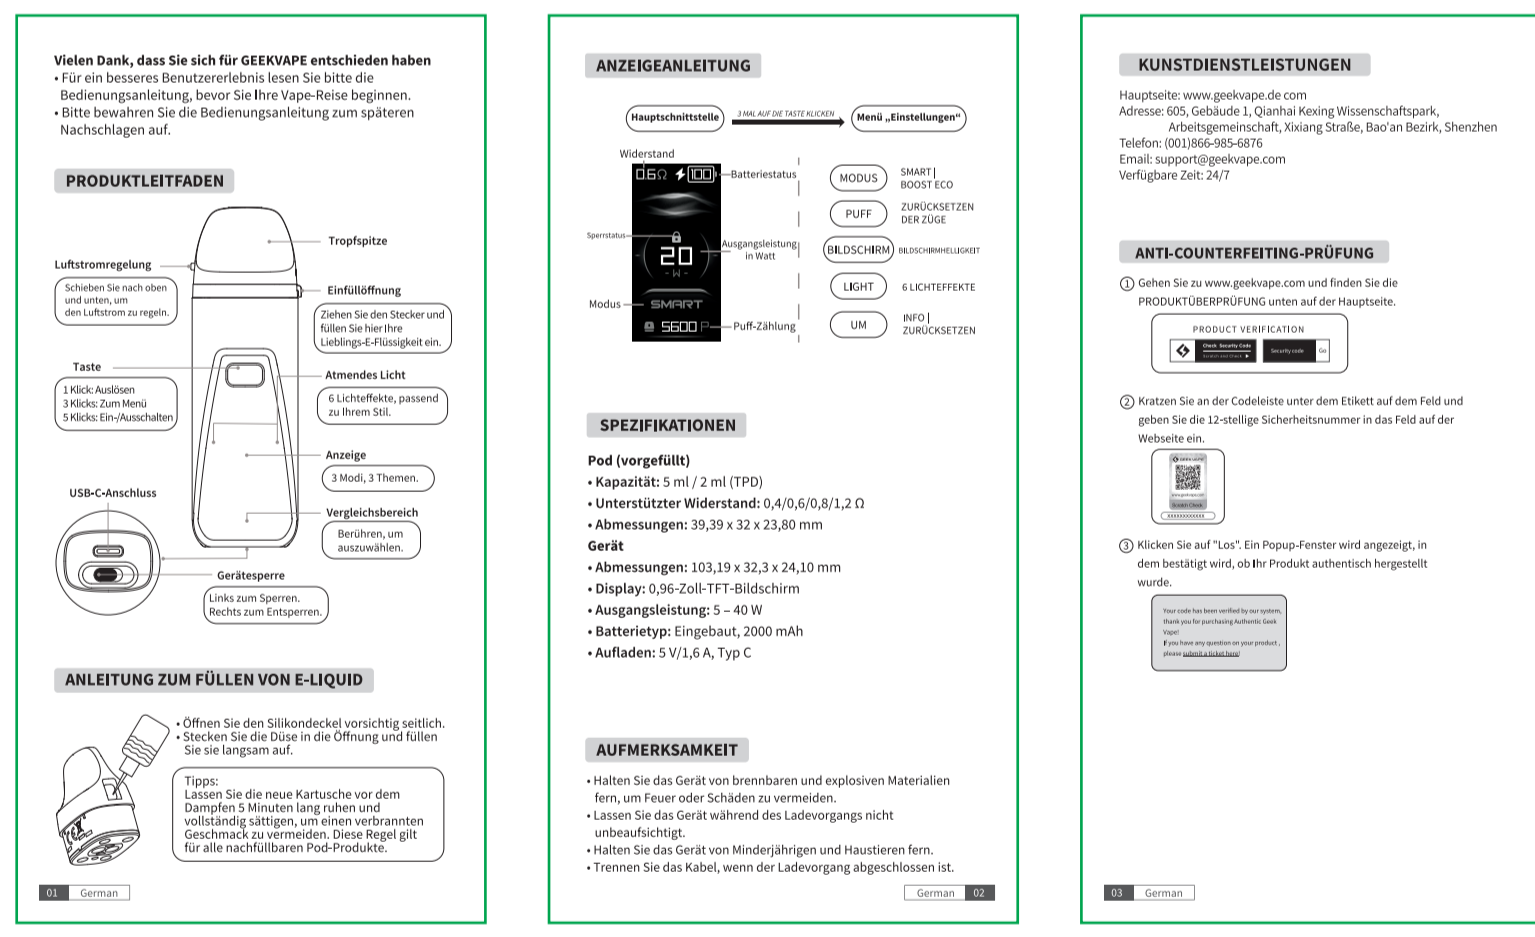 Vielen Dank, dass Sie sich für GEEKVAPE entschieden haben
• Für ein besseres Benutzererlebnis lesen Sie bitte die
Bedienungsanleitung, bevor Sie Ihre Vape-Reise beginnen.
• Bitte bewahren Sie die Bedienungsanleitung zum späteren
Nachschlagen auf.
PRODUKTLEITFADEN
Tropfspitze
Luftstromregelung
Schieben Sie nach oben
und unten, um
den Luftstrom zu regeln.
Einfüllöffnung
Ziehen Sie den Stecker und
füllen Sie hier Ihre
Lieblings-E-Flüssigkeit ein.
Taste
1 Klick: Auslösen
3 Klicks: Zum Menü
5 Klicks: Ein-/Ausschalten
Atmendes Licht
6 Lichteffekte, passend
zu Ihrem Stil.
Anzeige
3 Modi, 3 Themen.
USB-C-Anschluss
Vergleichsbereich
Berühren, um
auszuwählen.
Gerätesperre
Links zum Sperren.
Rechts zum Entsperren.
ANLEITUNG ZUM FÜLLEN VON E-LIQUID
• Öffnen Sie den Silikondeckel vorsichtig seitlich.
• Stecken Sie die Düse in die Öffnung und füllen
Sie sie langsam auf.
Tipps:
Lassen Sie die neue Kartusche vor dem
Dampfen 5 Minuten lang ruhen und
vollständig sättigen, um einen verbrannten
Geschmack zu vermeiden. Diese Regel gilt
für alle nachfüllbaren Pod-Produkte.
01 German
ANZEIGEANLEITUNG
Hauptschnittstelle
3 MAL AUF DIE TASTE KLICKEN
Menü „Einstellungen“
Widerstand
0.6Ω 100
Batteriestatus
Sperrstatus
20
W
Ausgangsleistung
in Watt
Modus
SMART
5600 P
Puff-Zählung
MODUS
SMART |
BOOST ECO
PUFF
ZURÜCKSETZEN
DER ZÜGE
BILDSCHIRM
BILDSCHIRMHELLIGKEIT
LIGHT
6 LICHTEFFEKTE
UM
INFO |
ZURÜCKSETZEN
SPEZIFIKATIONEN
Pod (vorgefüllt)
• Kapazität: 5 ml / 2 ml (TPD)
• Unterstützter Widerstand: 0,4/0,6/0,8/1,2 Ω
• Abmessungen: 39,39 x 32 x 23,80 mm
Gerät
• Abmessungen: 103,19 x 32,3 x 24,10 mm
• Display: 0,96-Zoll-TFT-Bildschirm
• Ausgangsleistung: 5 – 40 W
• Batterietyp: Eingebaut, 2000 mAh
• Aufladen: 5 V/1,6 A, Typ C
AUFMERKSAMKEIT
• Halten Sie das Gerät von brennbaren und explosiven Materialien
fern, um Feuer oder Schäden zu vermeiden.
• Lassen Sie das Gerät während des Ladevorgangs nicht
unbeaufsichtigt.
• Halten Sie das Gerät von Minderjährigen und Haustieren fern.
• Trennen Sie das Kabel, wenn der Ladevorgang abgeschlossen ist.
German 02
KUNSTDIENSTLEISTUNGEN
Hauptseite: www.geekvape.de com
Adresse: 605, Gebäude 1, Qianhai Kexing Wissenschaftspark,
Arbeitsgemeinschaft, Xixiang Straße, Bao'an Bezirk, Shenzhen
Telefon: (001)866-985-6876
Email: support@geekvape.com
Verfügbare Zeit: 24/7
ANTI-COUNTERFEITING-PRÜFUNG
① Gehen Sie zu www.geekvape.com und finden Sie die
PRODUKTÜBERPRÜFUNG unten auf der Hauptseite.
PRODUCT VERIFICATION
Check Security Code
Scratch and Check
Security code
Go
② Kratzen Sie an der Codeleiste unter dem Etikett auf dem Feld und
geben Sie die 12-stellige Sicherheitsnummer in das Feld auf der
Webseite ein.
GEEK VAPE
www.geekvape.com
Scratch Check
XXXXXXXXXXXX
③ Klicken Sie auf "Los". Ein Popup-Fenster wird angezeigt, in
dem bestätigt wird, ob Ihr Produkt authentisch hergestellt
wurde.
Your code has been verified by our system,
thank you for purchasing Authentic Geek
Vape!
If you have any question on your product ,
please submit a ticket here!
03 German